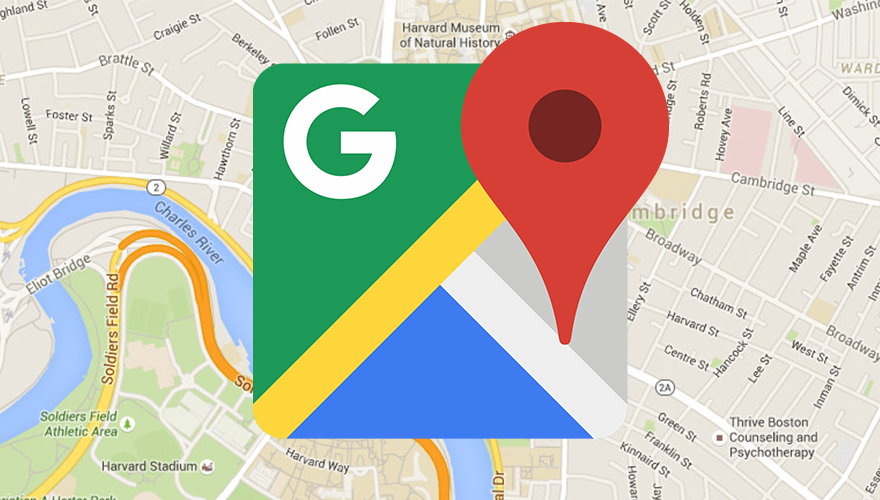 Highland St
Craigie St
Follen St
Harvard Museum
of Natural History
Ave
Scott St
Holden St
Washin
Berkeley
Brattle St
WARD
Lowell St
Foster St
Sparks St
Willard St
Hawthorn St
G
Roberts Rd
Hovey Ave
Line St
Dimick St
2
Charles River
Cambridge St
mbridge
Broadway
Eliot Bridge
Soldiers Field Rd
Maple Ave
Fayette St
Antrim St
Ellery St
Chatham St
Harvard St
Centre St
Hancock St
Lee St
West St
Broadway
Inman St
2A
Soldiers Field
Athletic Area
Green St
Franklin St
Kinnaird St
Thrive Boston
Counseling and
Psychotherapy
Harvard Stadium
Harvard Way